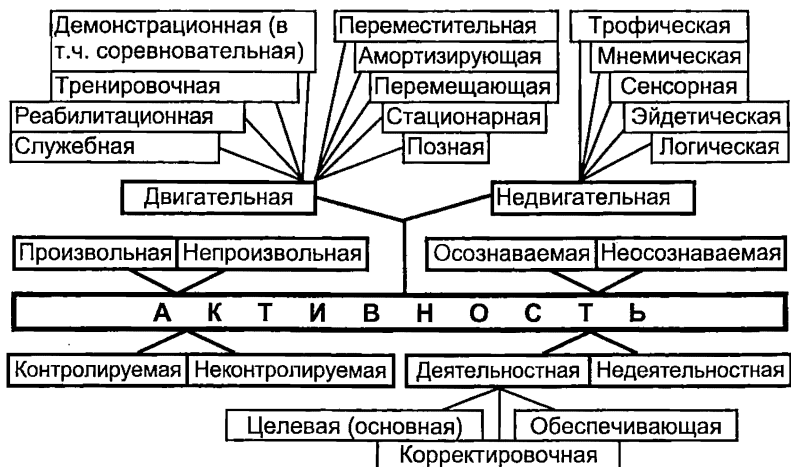 Демонстрационная (в
т.ч. соревновательная)
Тренировочная
Реабилитационная
Служебная
Переместительная
Амортизирующая
Перемещающая
Стационарная
Позная
Трофическая
Мнемическая
Сенсорная
Эйдетическая
Логическая
Двигательная
Недвигательная
Произвольная Непроизвольная
Осознаваемая Неосознаваемая
А К Т И В Н О С Т Ь
Контролируемая Неконтролируемая
Деятельностная Недеятельностная
Целевая (основная)
Обеспечивающая
Корректировочная